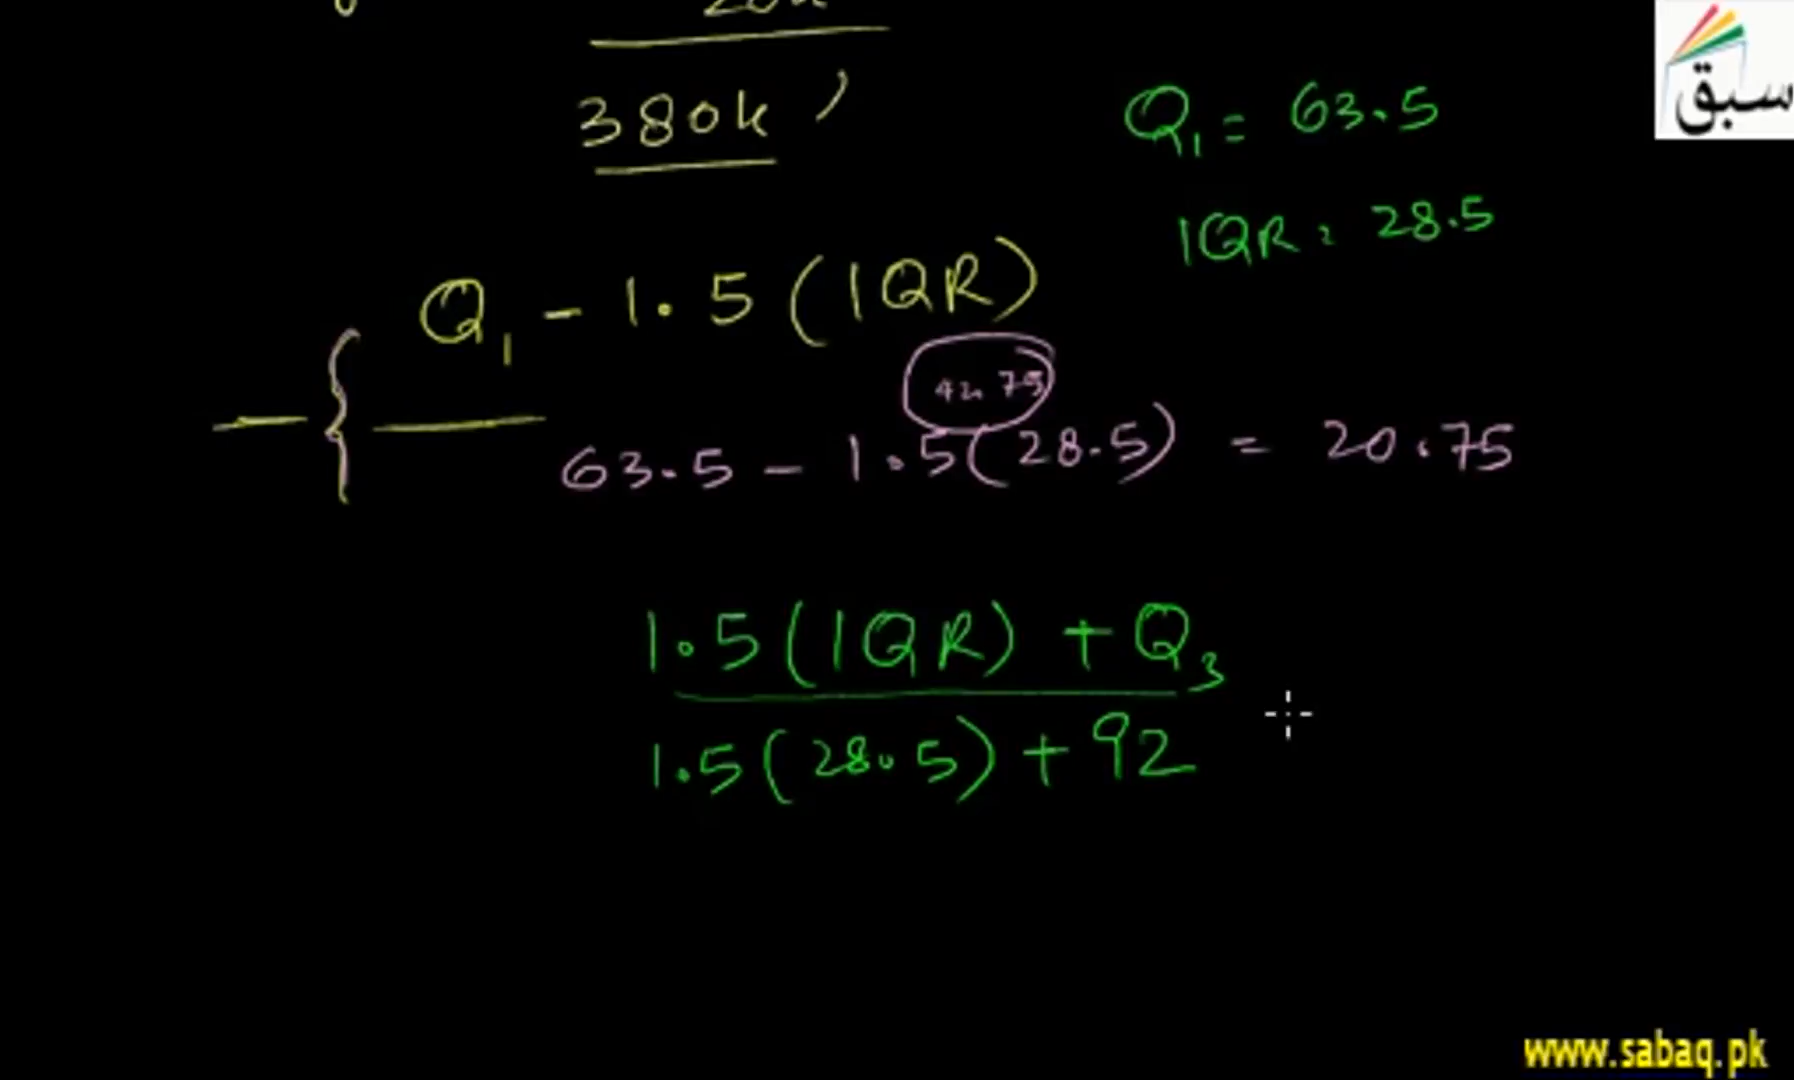 380k ,
Q₁ = 63.5
سبق
IQR = 28.5
Q₁ - 1.5 (IQR)
42.75
63.5 - 1.5(28.5) = 20.75
1.5(IQR) + Q₃
1.5(28.5) + 92
www.sabaq.pk